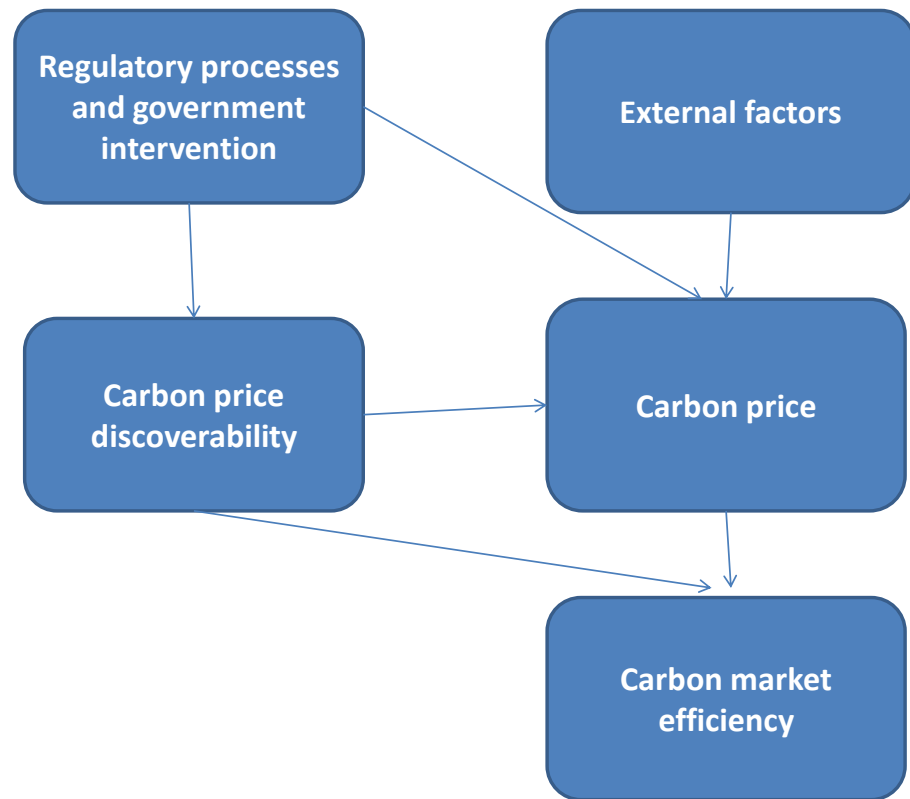 Regulatory processes
and government
intervention
External factors
Carbon price
discoverability
Carbon price
Carbon market
efficiency